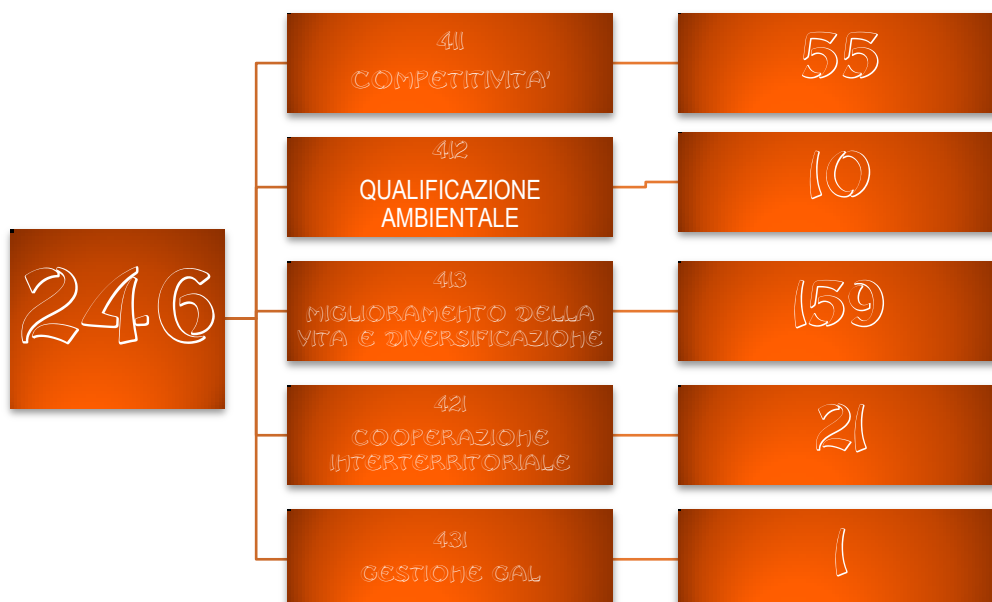 246
411
COMPETITIVITA'
55
412
QUALIFICAZIONE
AMBIENTALE
10
413
MIGLIORAMENTO DELLA
VITA E DIVERSIFICAZIONE
159
421
COOPERAZIONE
INTERTERRITORIALE
21
431
GESTIONE GAL
1